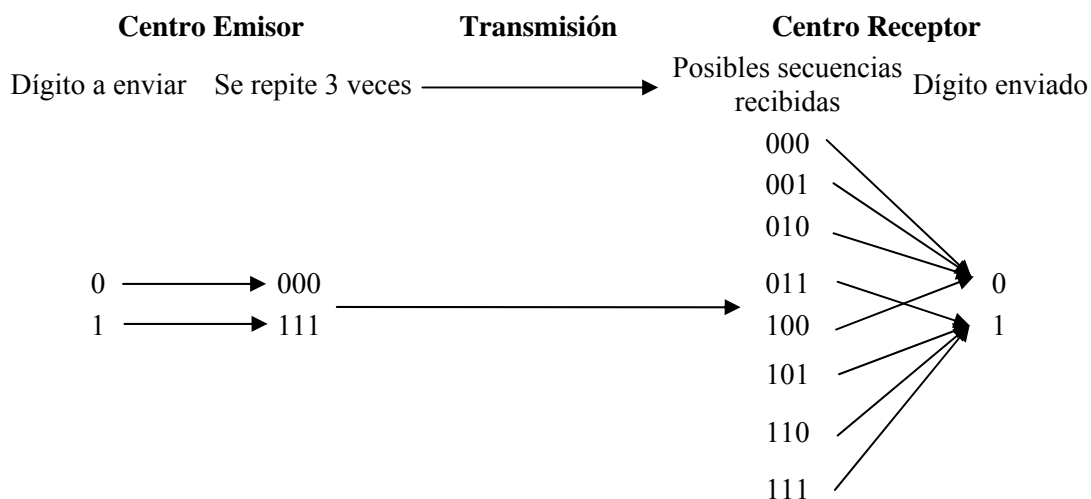 Centro Emisor Transmisión Centro Receptor
Dígito a enviar Se repite 3 veces Posibles secuencias recibidas Dígito enviado
000
001
010
0 000 011 0
1 111 100 1
101
110
111